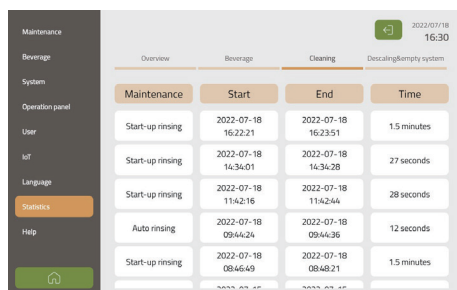 Maintenance
Beverage
System
Operation panel
User
IoT
Language
Statistics
Help
2022/07/18
16:30
Overview Beverage Cleaning Descaling&empty system
Maintenance Start End Time
Start-up rinsing 2022-07-18 16:22:21 2022-07-18 16:23:51 1.5 minutes
Start-up rinsing 2022-07-18 14:34:01 2022-07-18 14:34:28 27 seconds
Start-up rinsing 2022-07-18 11:42:16 2022-07-18 11:42:44 28 seconds
Auto rinsing 2022-07-18 09:44:24 2022-07-18 09:44:36 12 seconds
Start-up rinsing 2022-07-18 08:46:49 2022-07-18 08:48:21 1.5 minutes